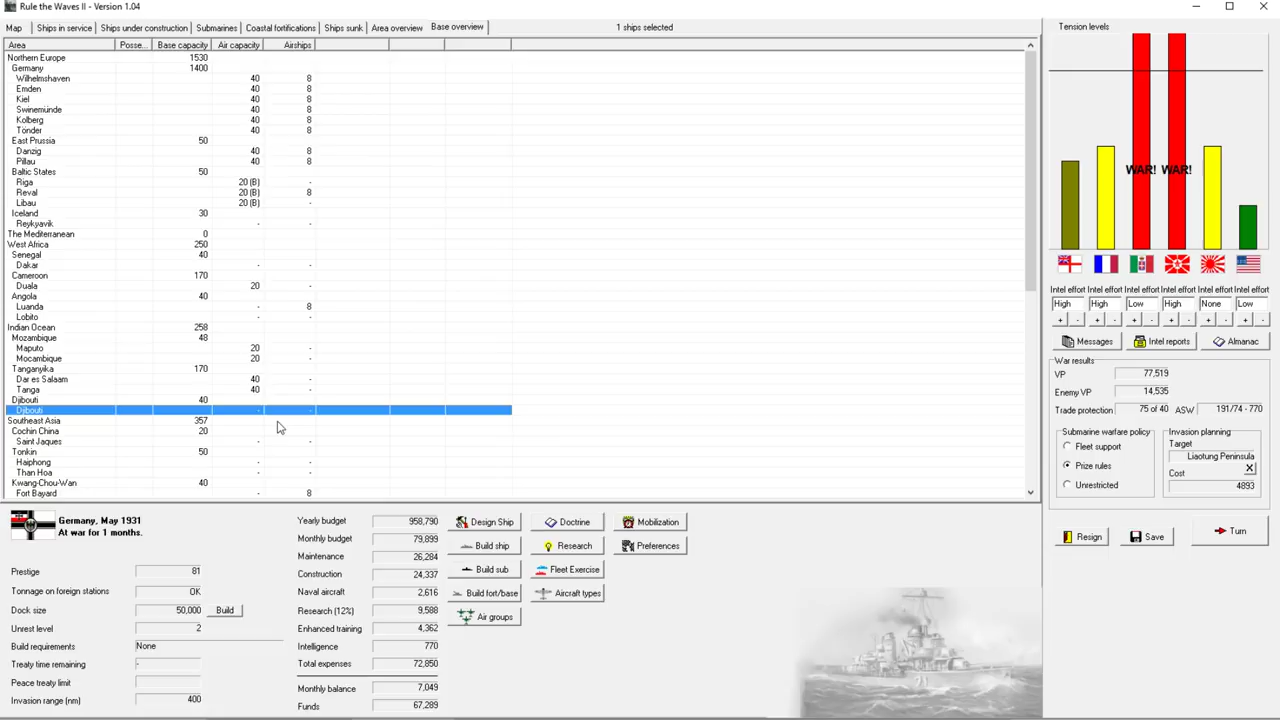 Rule the Waves II - Version 1.04
Map Ships in service Ships under construction Submarines Coastal fortifications Ships sunk Area overview Base overview 1 ships selected
Area Posse... Base capacity Air capacity Airships
Northern Europe 1530
Germany 1400
Wilhelmshaven 40 8
Emden 40 8
Kiel 40 8
Swinemünde 40 8
Kolberg 40 8
Tönder 40 8
East Prussia 50
Danzig 40 8
Pillau 40 8
Baltic States 50
Riga 20 (B) -
Reval 20 (B) 8
Libau 20 (B) -
Iceland 30
Reykyavik - -
The Mediterranean 0
West Africa 250
Senegal 40
Dakar - -
Cameroon 170
Duala 20 -
Angola 40
Luanda - 8
Lobito - -
Indian Ocean 258
Mozambique 48
Maputo 20 -
Mocambique 20 -
Tanganyika 170
Dar es Salaam 40 -
Tanga 40 -
Djibouti 40
Djibouti - -
Southeast Asia 357
Cochin China 20
Saint Jaques - -
Tonkin 50
Haiphong - -
Than Hoa - -
Kwang-Chou-Wan 40
Fort Bayard - 8
Tension levels
WAR! WAR!
Intel effort Intel effort Intel effort Intel effort Intel effort Intel effort
High High Low High None Low
+ - + - + - + - + - + -
Messages Intel reports Almanac
War results
VP 77,519
Enemy VP 14,535
Trade protection 75 of 40 ASW 191/74 - 770
Submarine warfare policy
Fleet support
Prize rules
Unrestricted
Invasion planning
Target
Liaotung Peninsula
Cost X
4893
Resign Save Turn
Germany, May 1931
At war for 1 months.
Prestige 81
Tonnage on foreign stations OK
Dock size 50,000 Build
Unrest level 2
Build requirements None
Treaty time remaining -
Peace treaty limit
Invasion range (nm) 400
Yearly budget 958,790
Monthly budget 79,899
Maintenance 26,284
Construction 24,337
Naval aircraft 2,616
Research (12%) 9,588
Enhanced training 4,362
Intelligence 770
Total expenses 72,850
Monthly balance 7,049
Funds 67,289
Design Ship Doctrine Mobilization
Build ship Research Preferences
Build sub Fleet Exercise
Build fort/base Aircraft types
Air groups